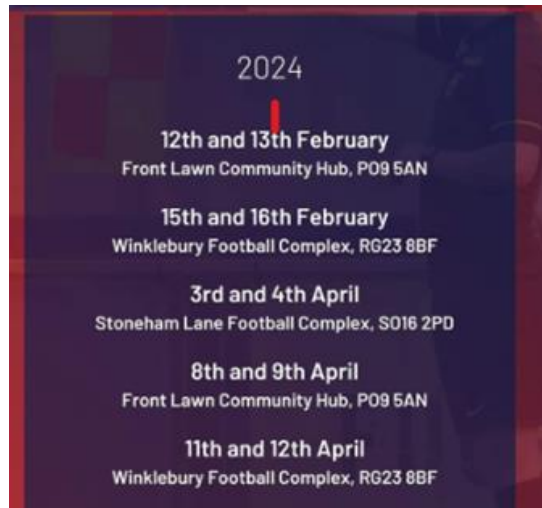 2024
12th and 13th February
Front Lawn Community Hub, PO9 5AN
15th and 16th February
Winklebury Football Complex, RG23 8BF
3rd and 4th April
Stoneham Lane Football Complex, SO16 2PD
8th and 9th April
Front Lawn Community Hub, PO9 5AN
11th and 12th April
Winklebury Football Complex, RG23 8BF